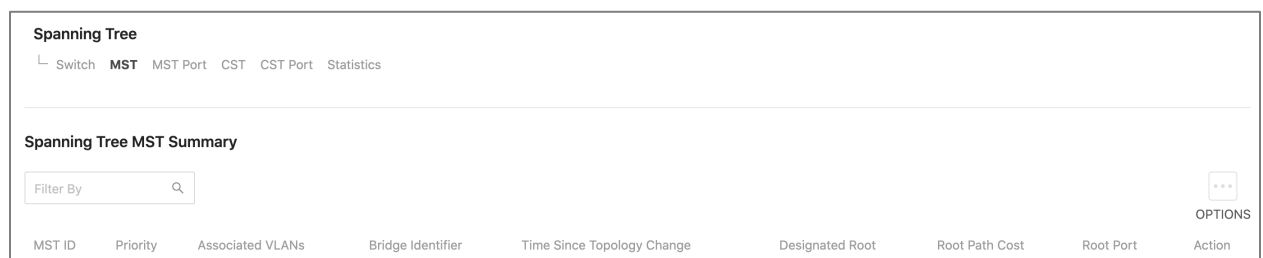 Spanning Tree
Switch MST MST Port CST CST Port Statistics
Spanning Tree MST Summary
Filter By
OPTIONS
MST ID Priority Associated VLANs Bridge Identifier Time Since Topology Change Designated Root Root Path Cost Root Port Action